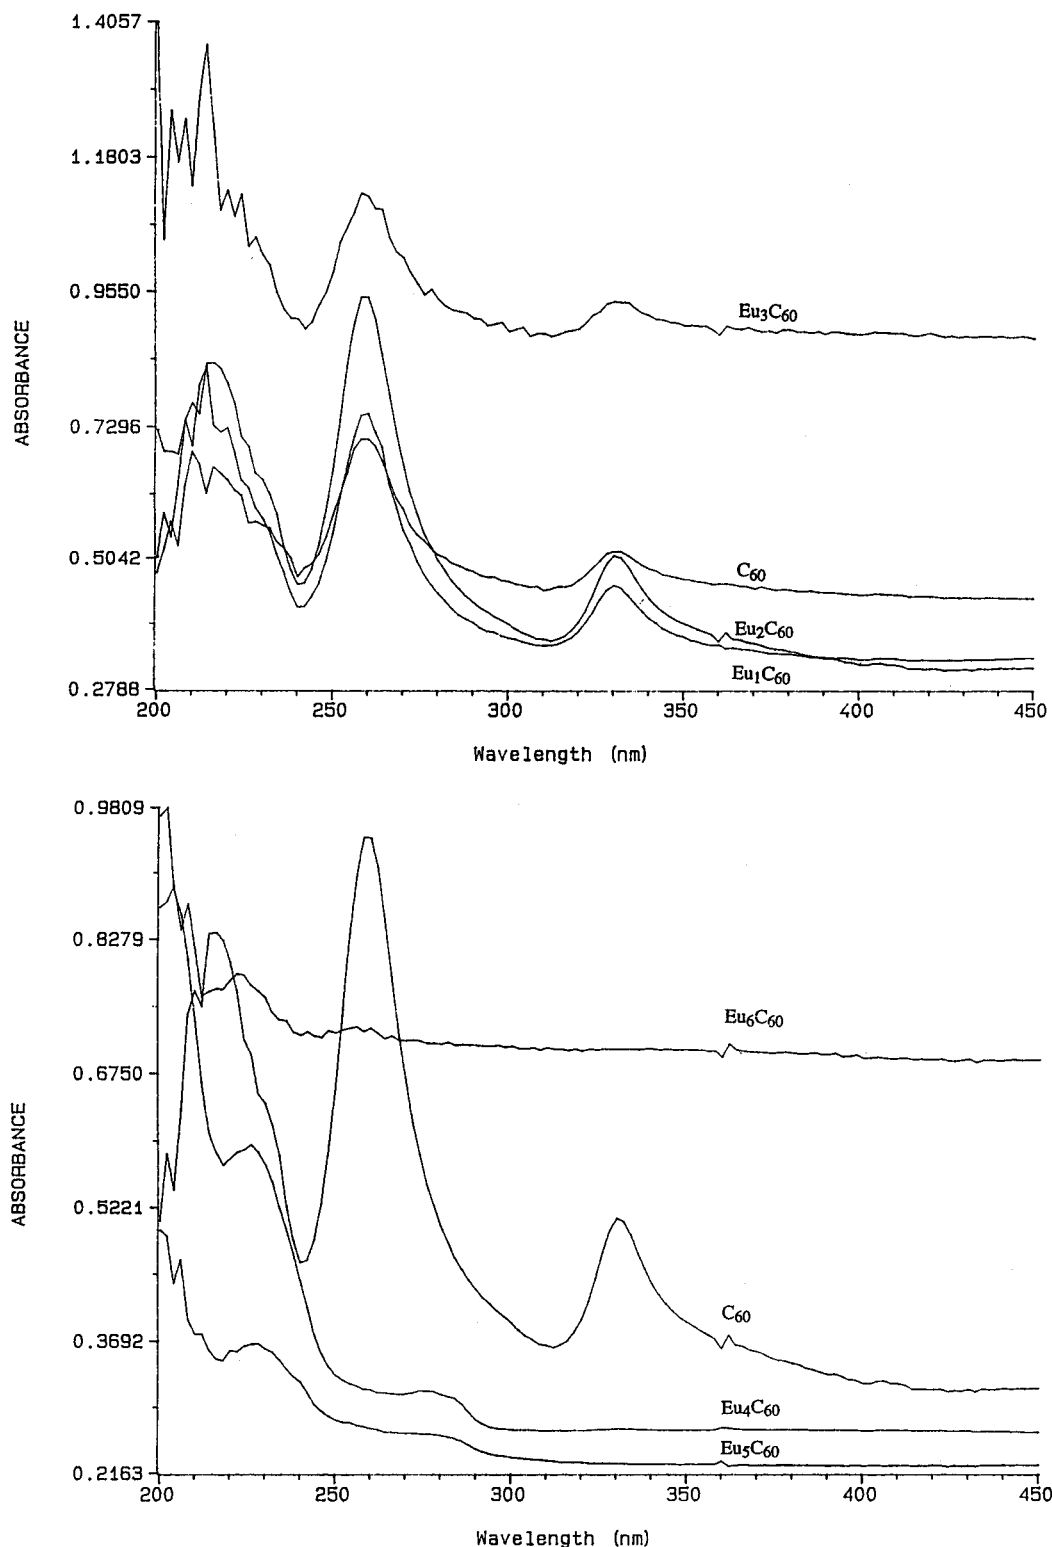 1.4057
1.1803
0.9550
0.7296
0.5042
0.2788
ABSORBANCE
Eu₃C₆₀
C₆₀
Eu₂C₆₀
Eu₁C₆₀
200 250 300 350 400 450
Wavelength (nm)
0.9809
0.8279
0.6750
0.5221
0.3692
0.2163
ABSORBANCE
Eu₆C₆₀
C₆₀
Eu₄C₆₀
Eu₅C₆₀
200 250 300 350 400 450
Wavelength (nm)